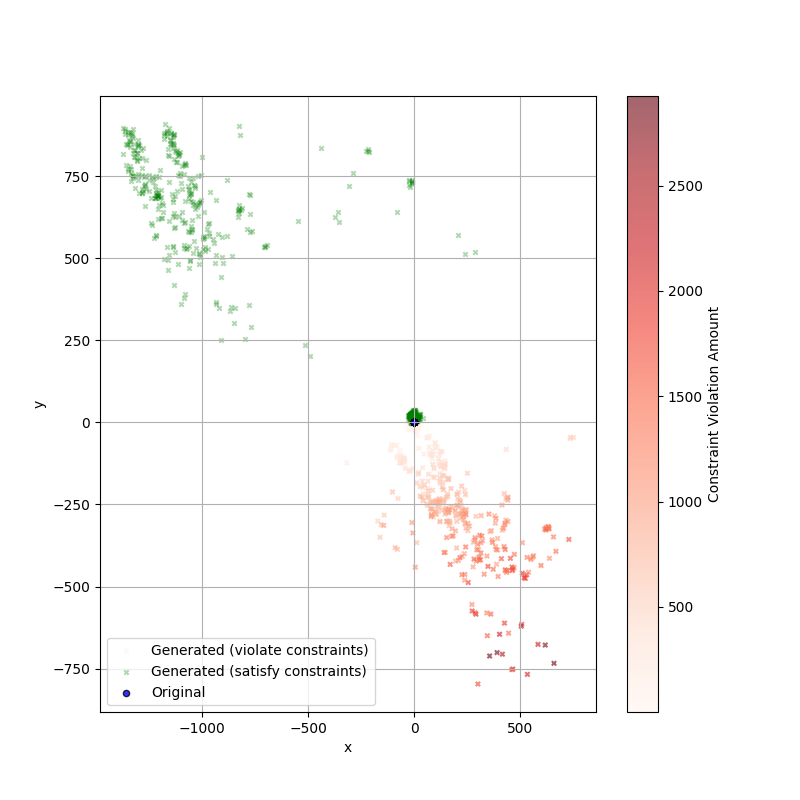 750
500
250
0
−250
−500
−750
y
−1000
−500
0
500
x
Generated (violate constraints)
Generated (satisfy constraints)
Original
2500
2000
1500
1000
500
Constraint Violation Amount